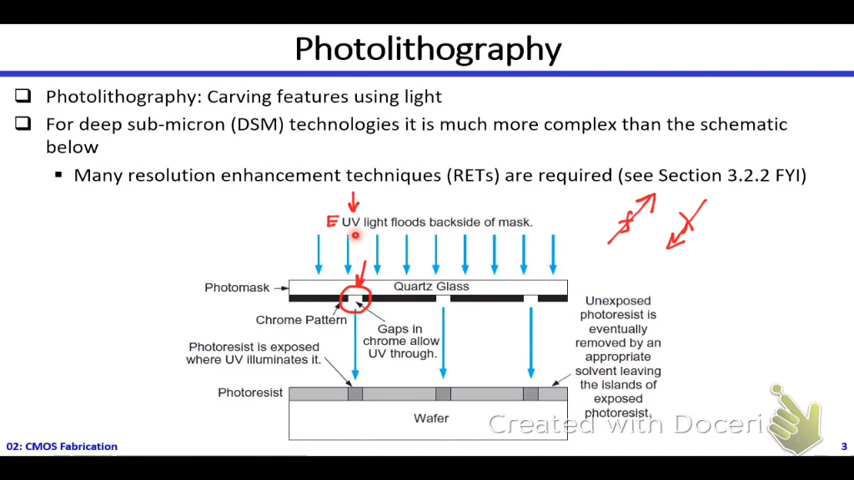 Photolithography
❑ Photolithography: Carving features using light
❑ For deep sub-micron (DSM) technologies it is much more complex than the schematic
below
▪ Many resolution enhancement techniques (RETs) are required (see Section 3.2.2 FYI)
E UV light floods backside of mask.
Photomask
Quartz Glass
Chrome Pattern
Gaps in
chrome allow
UV through.
Photoresist is exposed
where UV illuminates it.
Unexposed
photoresist is
eventually
removed by an
appropriate
solvent leaving
the islands of
exposed
photoresist.
Photoresist
Wafer
Created with Doceri
02: CMOS Fabrication
3